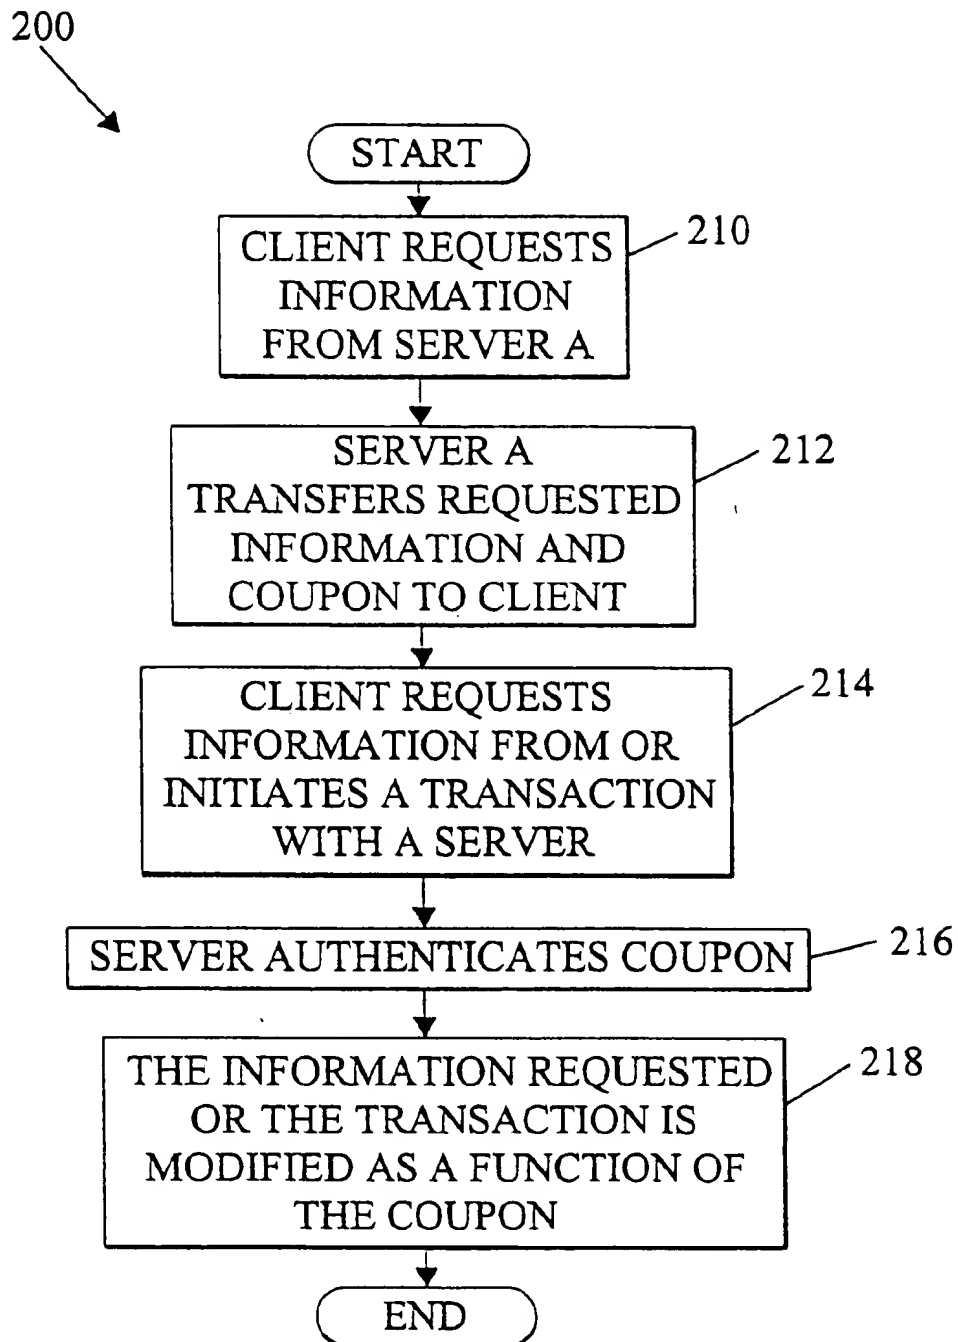 200
START
CLIENT REQUESTS
INFORMATION
FROM SERVER A
210
SERVER A
TRANSFERS REQUESTED
INFORMATION AND
COUPON TO CLIENT
212
CLIENT REQUESTS
INFORMATION FROM OR
INITIATES A TRANSACTION
WITH A SERVER
214
SERVER AUTHENTICATES COUPON
216
THE INFORMATION REQUESTED
OR THE TRANSACTION IS
MODIFIED AS A FUNCTION OF
THE COUPON
218
END